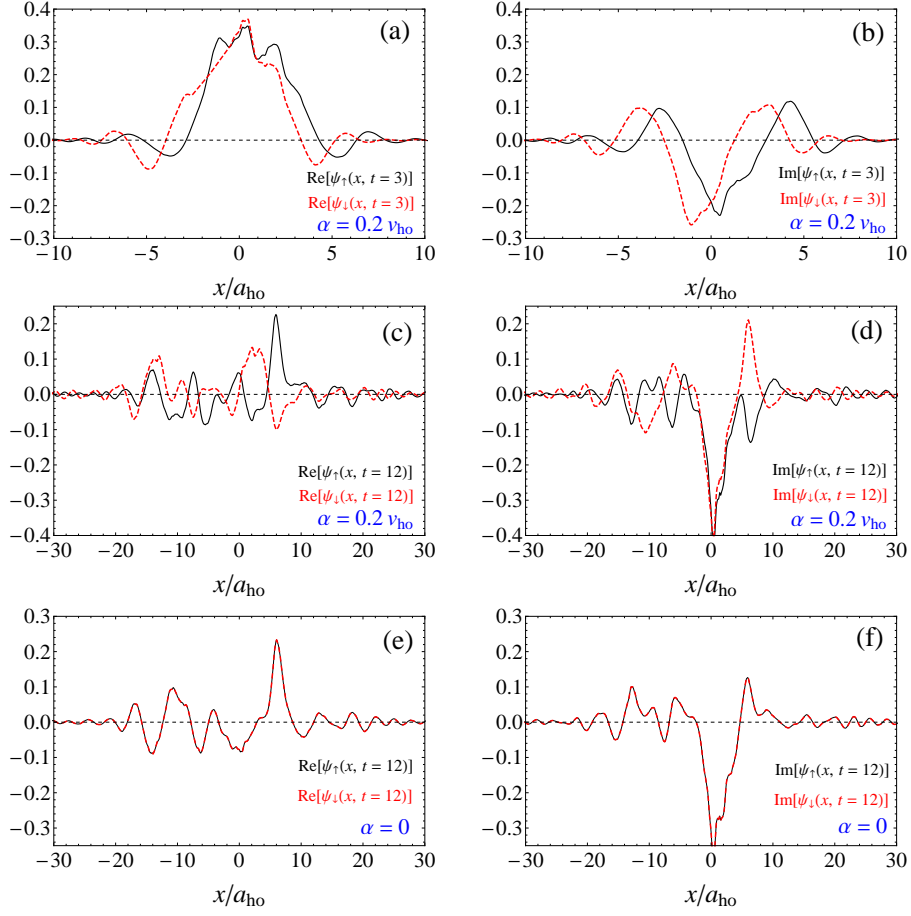 (a)
0.4
0.3
0.2
0.1
0.0
−0.1
−0.2
−0.3
Re[ψ↑(x, t = 3)]
Re[ψ↓(x, t = 3)]
α = 0.2 vho
−10 −5 0 5 10
x/aho
(b)
0.4
0.3
0.2
0.1
0.0
−0.1
−0.2
−0.3
Im[ψ↑(x, t = 3)]
Im[ψ↓(x, t = 3)]
α = 0.2 vho
−10 −5 0 5 10
x/aho
(c)
0.2
0.1
0.0
−0.1
−0.2
−0.3
−0.4
Re[ψ↑(x, t = 12)]
Re[ψ↓(x, t = 12)]
α = 0.2 vho
−30 −20 −10 0 10 20 30
x/aho
(d)
0.2
0.1
0.0
−0.1
−0.2
−0.3
−0.4
Im[ψ↑(x, t = 12)]
Im[ψ↓(x, t = 12)]
α = 0.2 vho
−30 −20 −10 0 10 20 30
x/aho
(e)
0.3
0.2
0.1
0.0
−0.1
−0.2
−0.3
Re[ψ↑(x, t = 12)]
Re[ψ↓(x, t = 12)]
α = 0
−30 −20 −10 0 10 20 30
x/aho
(f)
0.3
0.2
0.1
0.0
−0.1
−0.2
−0.3
Im[ψ↑(x, t = 12)]
Im[ψ↓(x, t = 12)]
α = 0
−30 −20 −10 0 10 20 30
x/aho